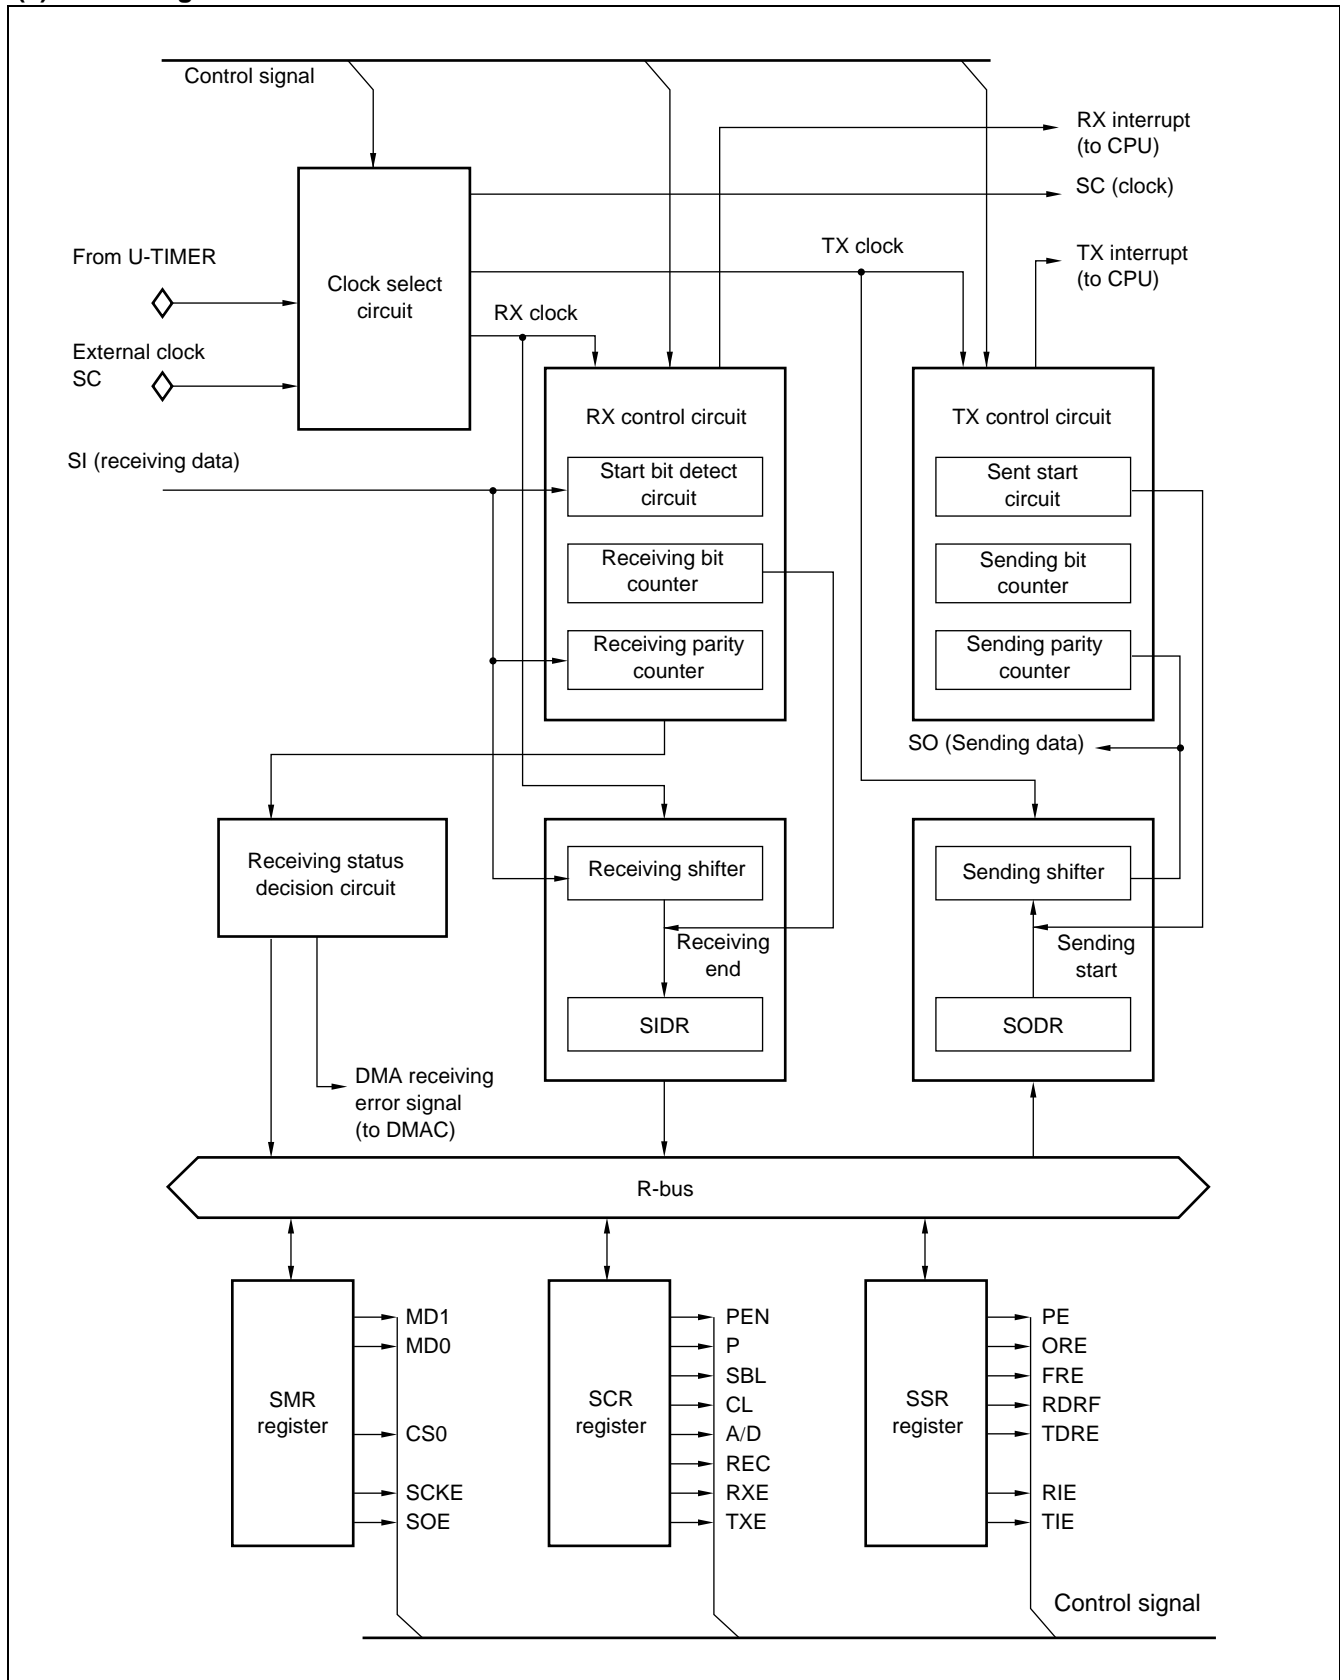 Control signal
RX interrupt
(to CPU)
SC (clock)
TX clock
TX interrupt
(to CPU)
From U-TIMER
Clock select
circuit
RX clock
External clock
SC
RX control circuit
TX control circuit
SI (receiving data)
Start bit detect
circuit
Sent start
circuit
Receiving bit
counter
Sending bit
counter
Receiving parity
counter
Sending parity
counter
SO (Sending data)
Receiving status
decision circuit
Receiving shifter
Sending shifter
Receiving
end
Sending
start
SIDR
SODR
DMA receiving
error signal
(to DMAC)
R-bus
SMR
register
MD1
MD0
CS0
SCKE
SOE
SCR
register
PEN
P
SBL
CL
A/D
REC
RXE
TXE
SSR
register
PE
ORE
FRE
RDRF
TDRE
RIE
TIE
Control signal